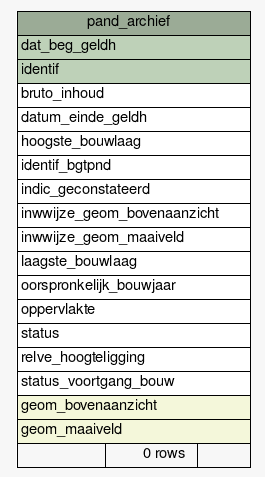 pand_archief
dat_beg_geldh
identif
bruto_inhoud
datum_einde_geldh
hoogste_bouwlaag
identif_bgtpnd
indic_geconstateerd
inwwijze_geom_bovenaanzicht
inwwijze_geom_maaiveld
laagste_bouwlaag
oorspronkelijk_bouwjaar
oppervlakte
status
relve_hoogteligging
status_voortgang_bouw
geom_bovenaanzicht
geom_maaiveld
0 rows